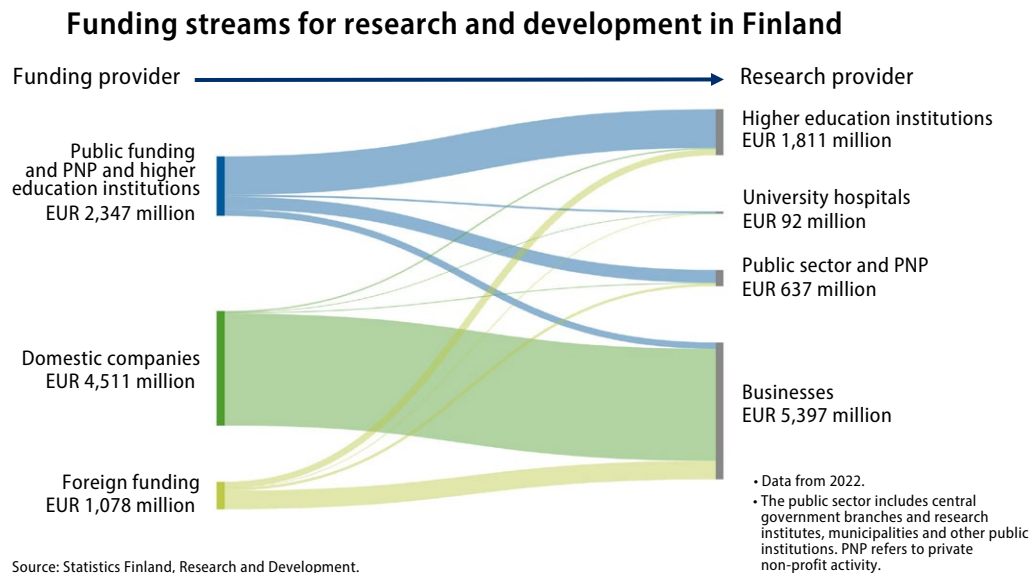 Funding streams for research and development in Finland
Funding provider
Research provider
Public funding
and PNP and higher
education institutions
EUR 2,347 million
Domestic companies
EUR 4,511 million
Foreign funding
EUR 1,078 million
Higher education institutions
EUR 1,811 million
University hospitals
EUR 92 million
Public sector and PNP
EUR 637 million
Businesses
EUR 5,397 million
• Data from 2022.
• The public sector includes central
government branches and research
institutes, municipalities and other public
institutions. PNP refers to private
non-profit activity.
Source: Statistics Finland, Research and Development.